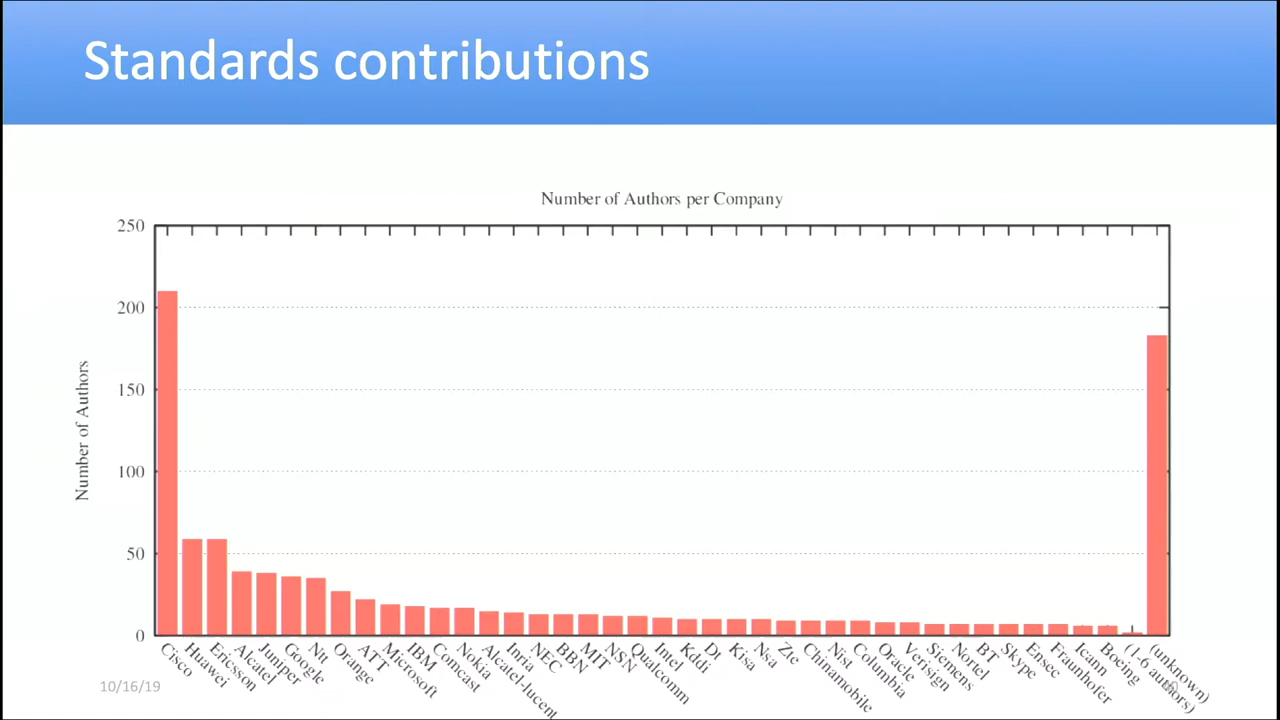 Standards contributions
Number of Authors per Company
250
200
150
100
50
0
Number of Authors
Cisco
Huawei
Ericsson
Alcatel
Juniper
Google
Ntt
Orange
ATT
Microsoft
IBM
Comcast
Nokia
Alcatel-lucent
Inria
NEC
BBN
MIT
NSN
Qualcomm
Intel
Kddi
Dt
Kisa
Nsa
Zte
Chinamobile
Nist
Columbia
Oracle
Verisign
Siemens
Nortel
BT
Skype
Ensec
Fraunhofer
Icann
Boeing
(1-6 authors)
(unknown)
10/16/19